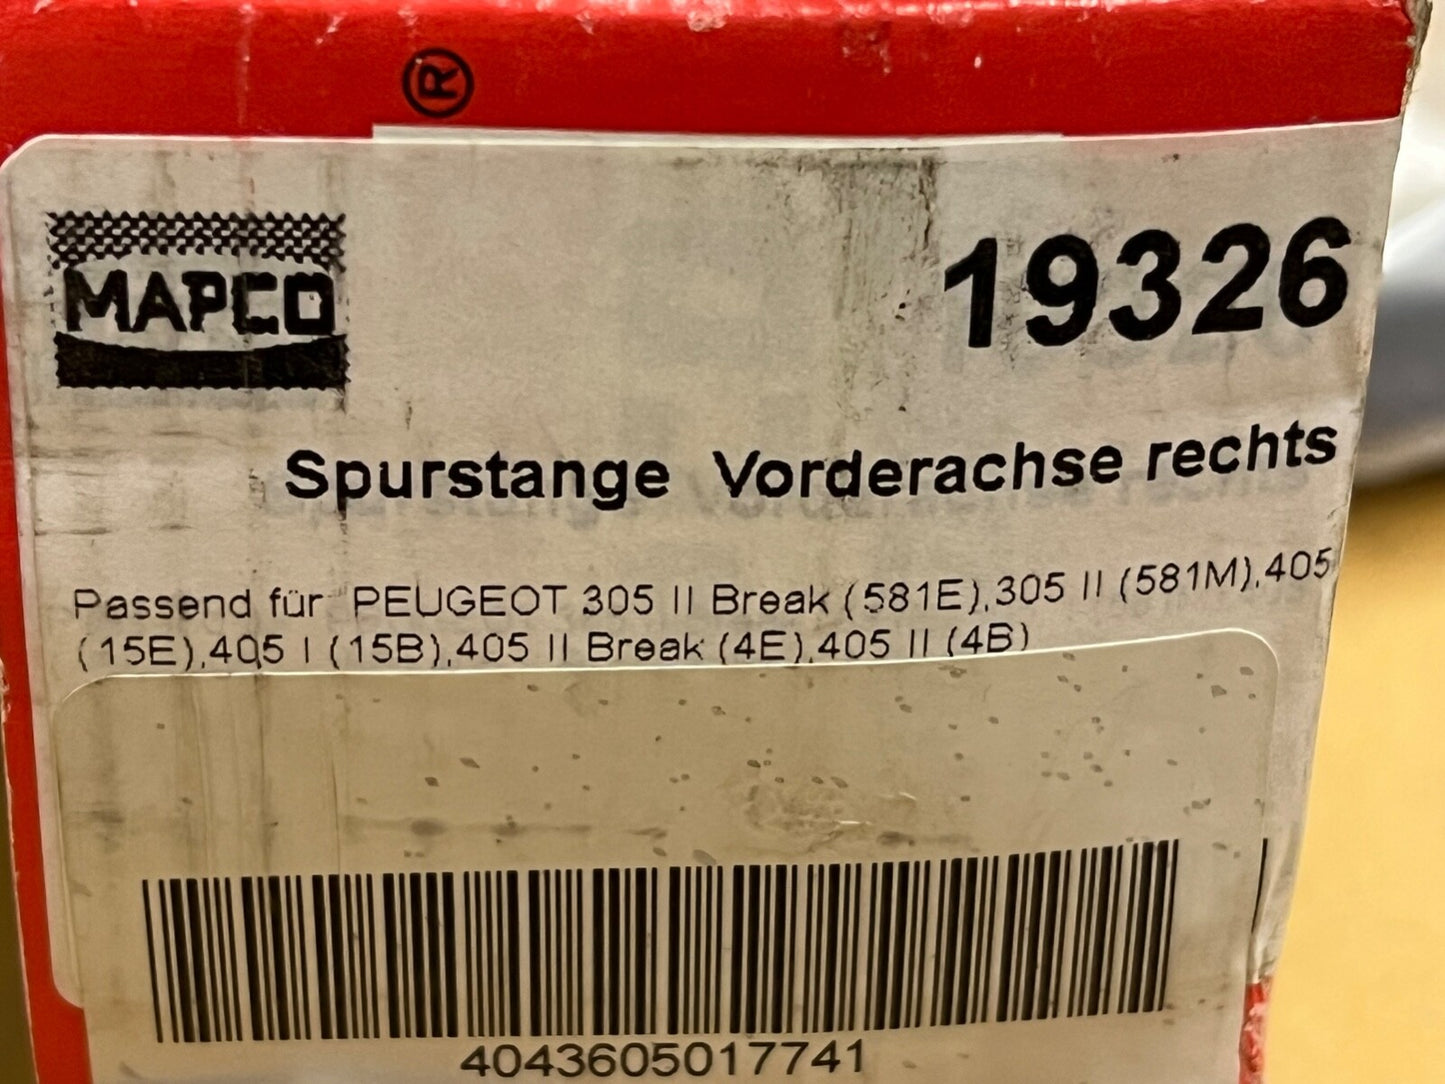 ®
MAPCO
19326
Spurstange Vorderachse rechts
Passend für PEUGEOT 305 II Break (581E),305 II (581M),405
(15E),405 I (15B),405 II Break (4E),405 II (4B)
4043605017741